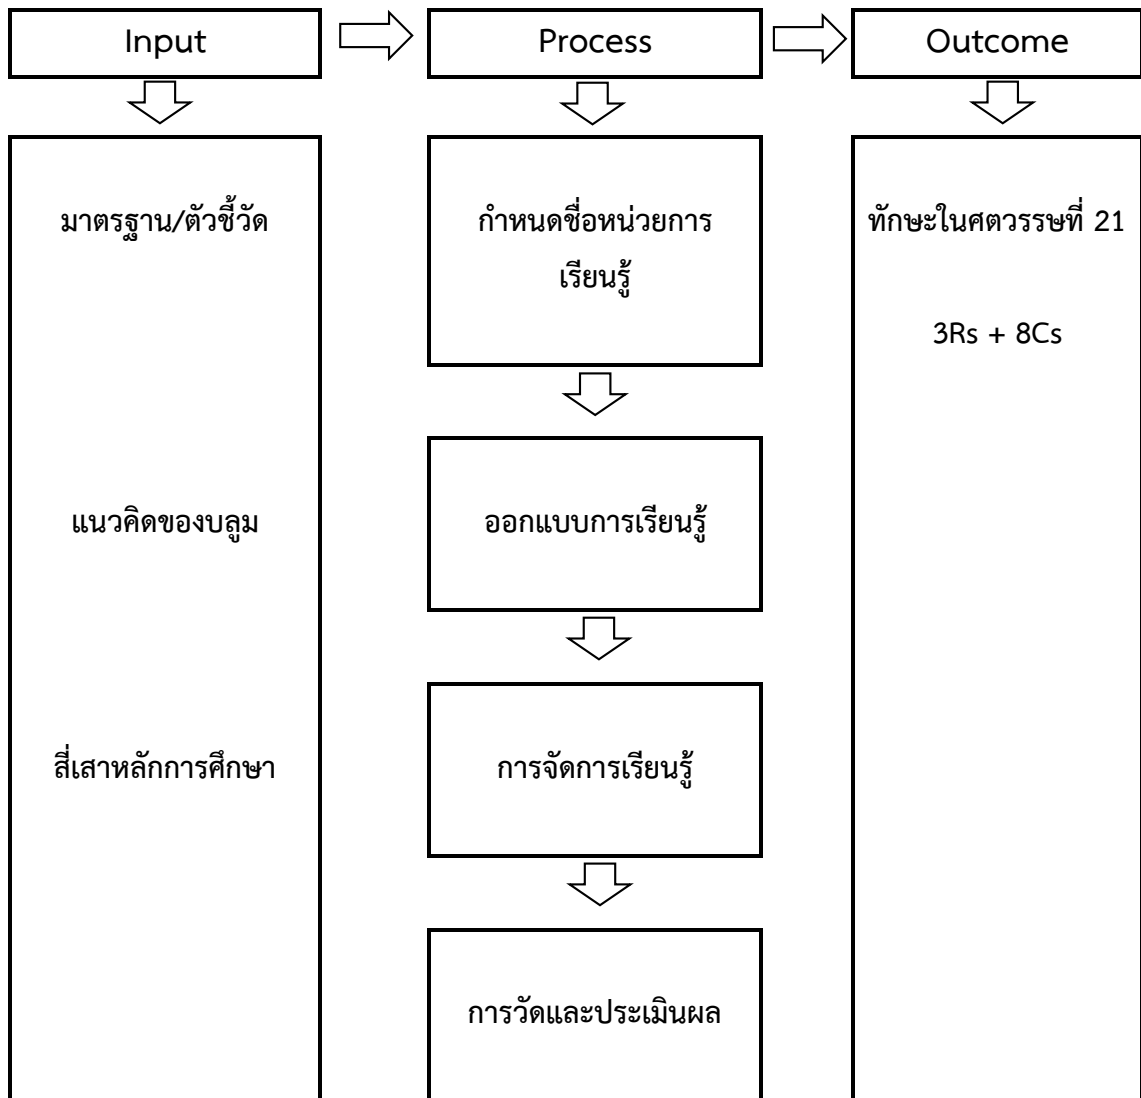 Input
Process
Outcome
มาตรฐาน/ตัวชี้วัด
แนวคิดของบลูม
สี่เสาหลักการศึกษา
กำหนดชื่อหน่วยการ
เรียนรู้
ออกแบบการเรียนรู้
การจัดการเรียนรู้
การวัดและประเมินผล
ทักษะในศตวรรษที่ 21
3Rs + 8Cs